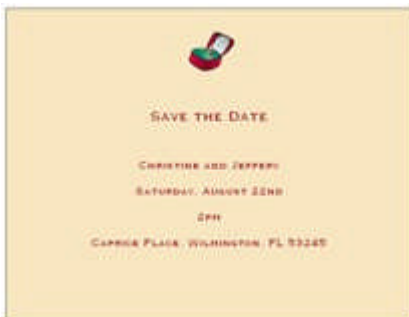 Save the Date
Christine and Jeffery
Saturday, August 22nd
2pm
Caprice Place, Wilmington, FL 53245